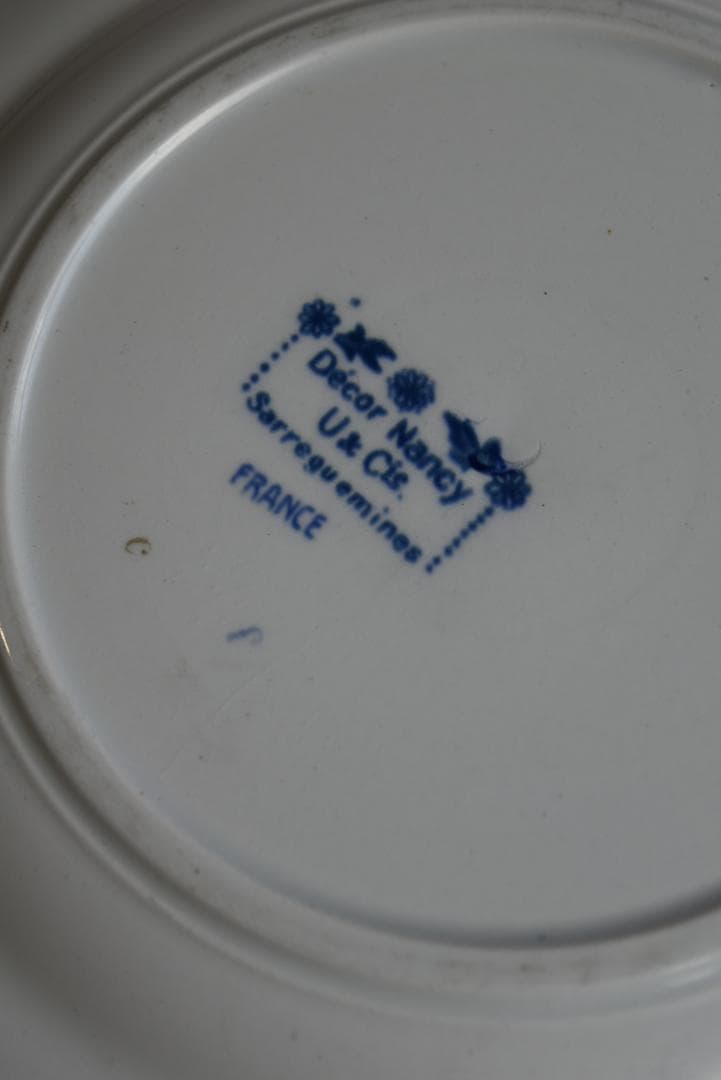 Décor Nancy
U & Cie.
Sarreguemines
FRANCE